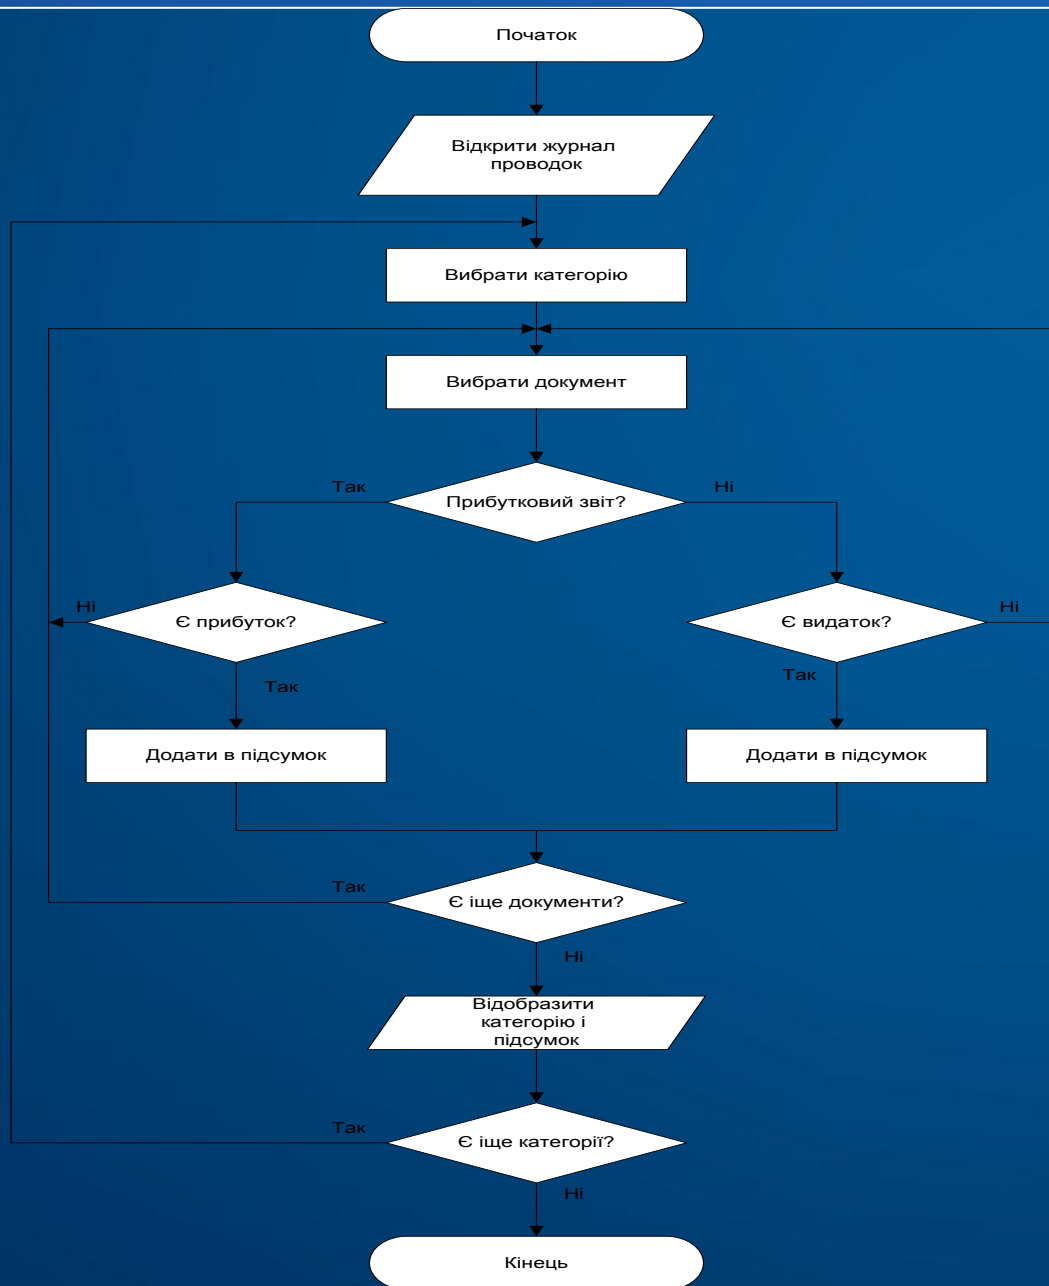 Початок
Відкрити журнал
проводок
Вибрати категорію
Вибрати документ
Так
Прибутковий звіт?
Ні
Ні
Є прибуток?
Є видаток?
Ні
Так
Так
Додати в підсумок
Додати в підсумок
Так
Є іще документи?
Ні
Відобразити
категорію і
підсумок
Так
Є іще категорії?
Ні
Кінець